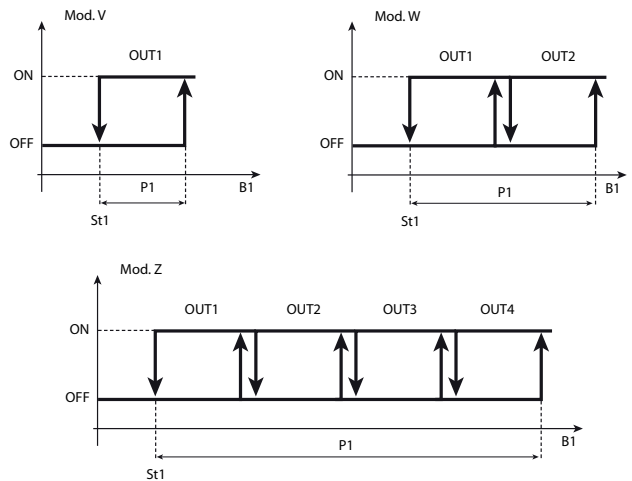 Mod. V
OUT1
ON
OFF
P1
B1
St1
Mod. W
OUT1 OUT2
ON
OFF
P1
B1
St1
Mod. Z
OUT1 OUT2 OUT3 OUT4
ON
OFF
P1
B1
St1